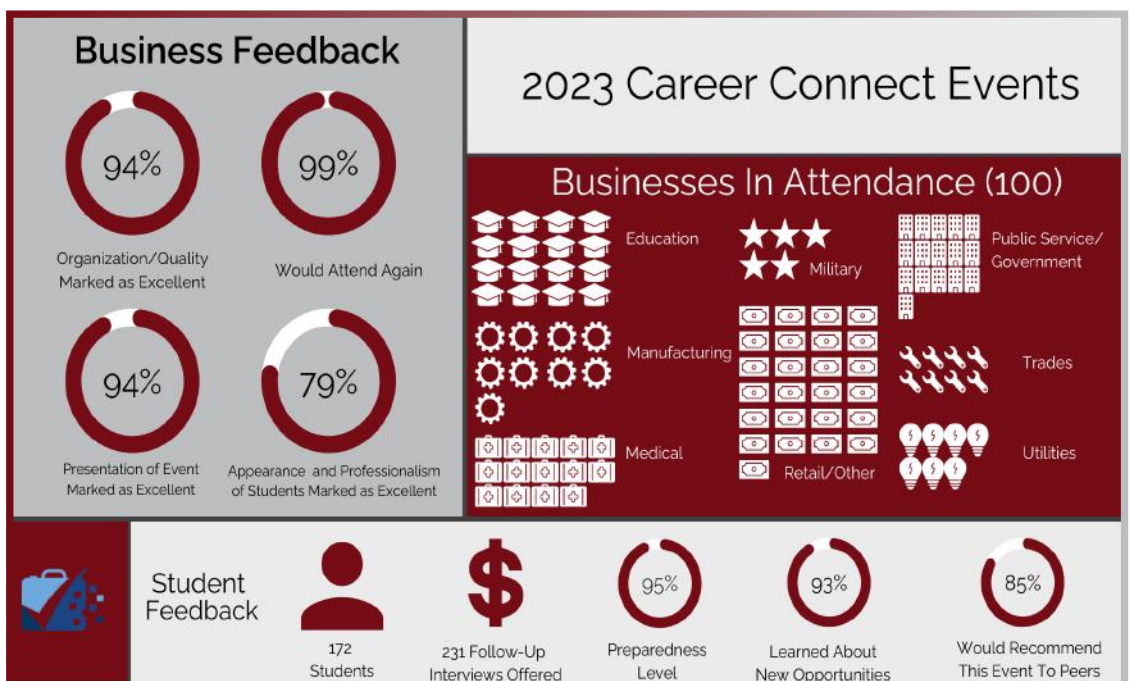 Business Feedback
94%
99%
Organization/Quality
Marked as Excellent
Would Attend Again
94%
79%
Presentation of Event
Marked as Excellent
Appearance and Professionalism
of Students Marked as Excellent
2023 Career Connect Events
Businesses In Attendance (100)
Education
Military
Public Service/
Government
Manufacturing
Trades
Medical
Retail/Other
Utilities
Student
Feedback
172
Students
231 Follow-Up
Interviews Offered
95%
Preparedness
Level
93%
Learned About
New Opportunities
85%
Would Recommend
This Event To Peers